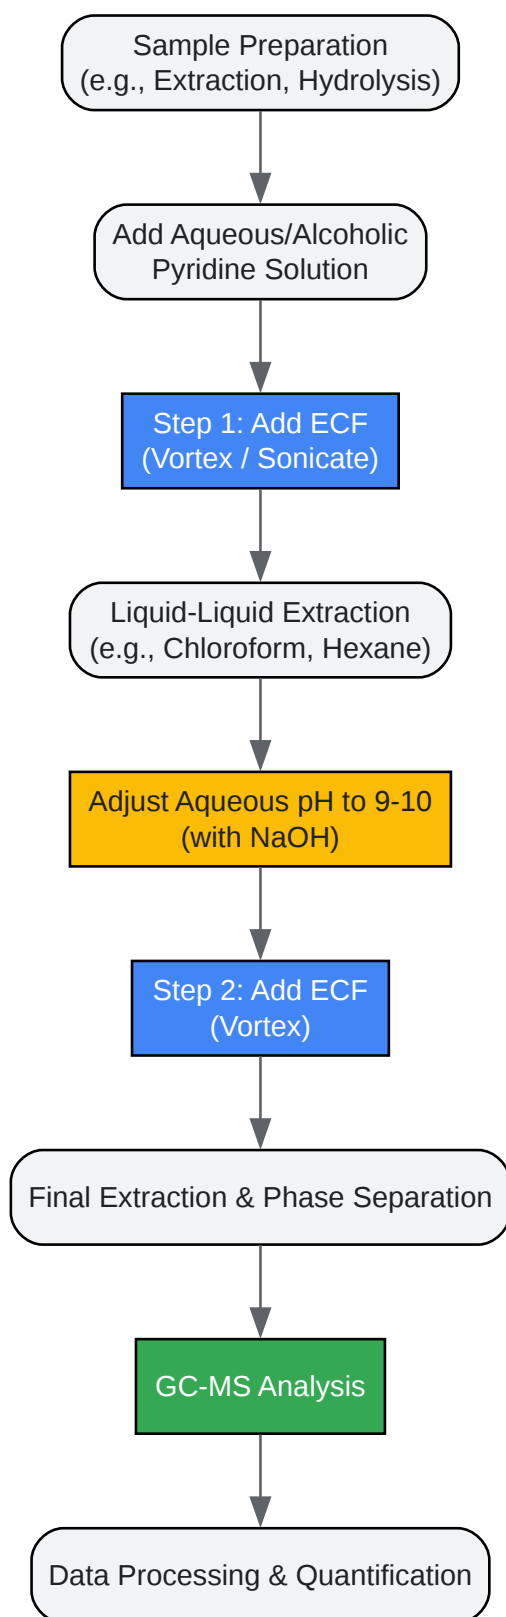 Sample Preparation
(e.g., Extraction, Hydrolysis)
Add Aqueous/Alcoholic
Pyridine Solution
Step 1: Add ECF
(Vortex / Sonicate)
Liquid-Liquid Extraction
(e.g., Chloroform, Hexane)
Adjust Aqueous pH to 9-10
(with NaOH)
Step 2: Add ECF
(Vortex)
Final Extraction & Phase Separation
GC-MS Analysis
Data Processing & Quantification